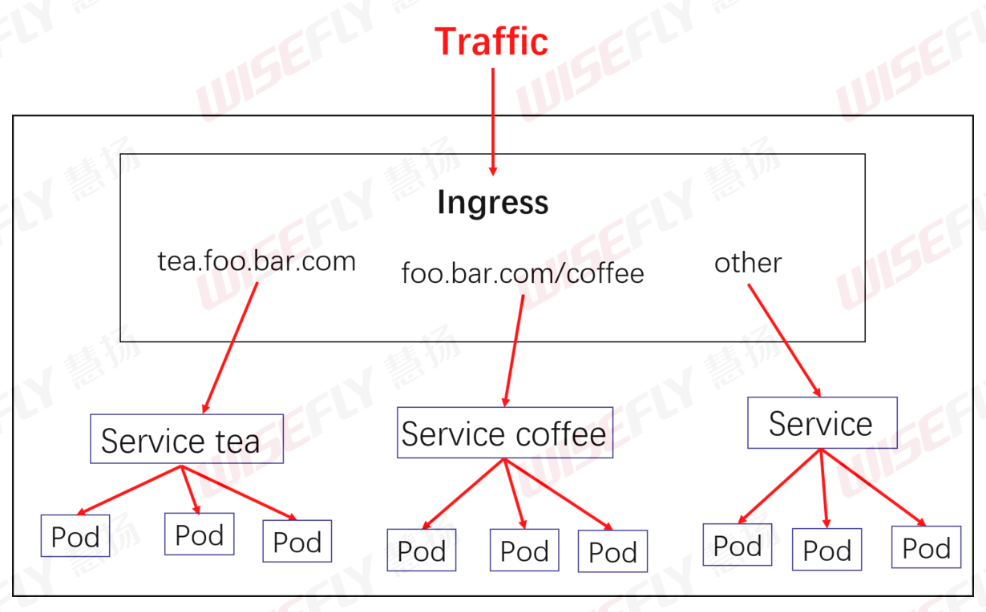 Traffic
Ingress
tea.foo.bar.com
foo.bar.com/coffee
other
Service tea
Service coffee
Service
Pod
Pod
Pod
Pod
Pod
Pod
Pod
Pod
Pod
WISEFLY 慧扬